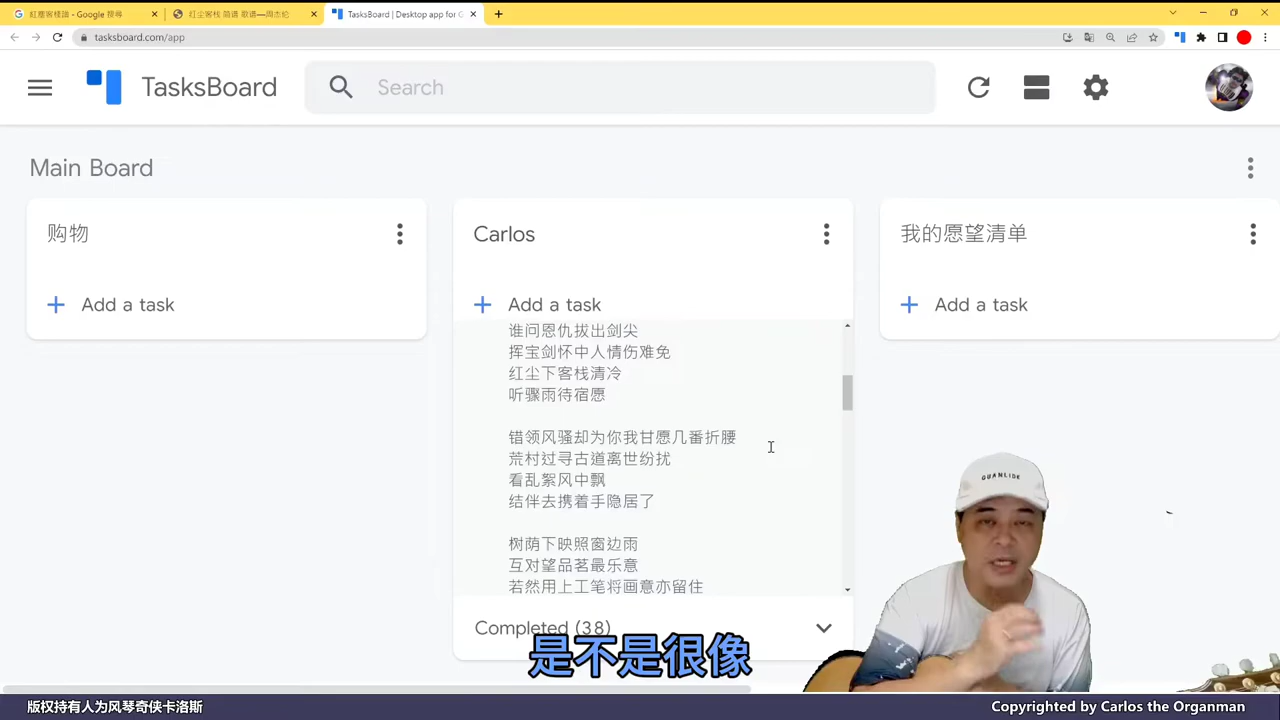 紅塵客棧譜 - Google 搜尋
红尘客栈 简谱 歌谱—周杰伦
TasksBoard | Desktop app for G
tasksboard.com/app
TasksBoard
Search
Main Board
购物
Add a task
Carlos
Add a task
谁问恩仇拔出剑尖
挥宝剑怀中人情伤难免
红尘下客栈清冷
听骤雨待宿愿
错领风骚却为你我甘愿几番折腰
荒村过寻古道离世纷扰
看乱絮风中飘
结伴去携着手隐居了
树荫下映照窗边雨
互对望品茗最乐意
若然用上工笔将画意亦留住
Completed (38)
我的愿望清单
Add a task
GUANLIDE
是不是很像
版权持有人为风琴奇侠卡洛斯
Copyrighted by Carlos the Organman